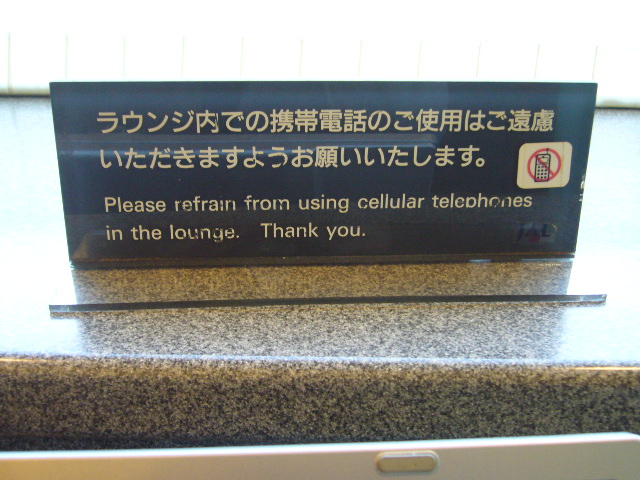 ラウンジ内での携帯電話のご使用はご遠慮
いただきますようお願いいたします。
Please refrain from using cellular telephones
in the lounge. Thank you.
JAL